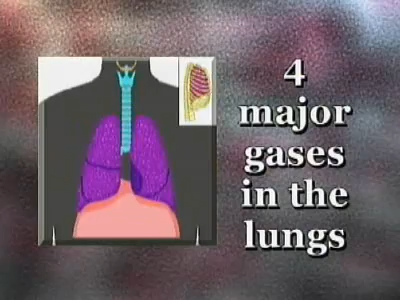 4
major
gases
in the
lungs